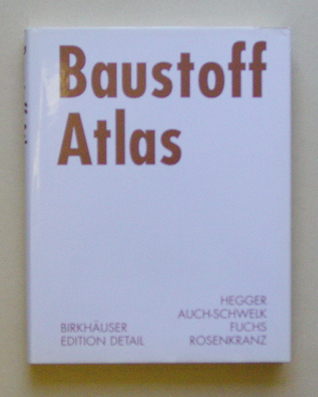 Baustoff
Atlas
HEGGER
AUCH-SCHWELK
BIRKHÄUSER FUCHS
EDITION DETAIL ROSENKRANZ